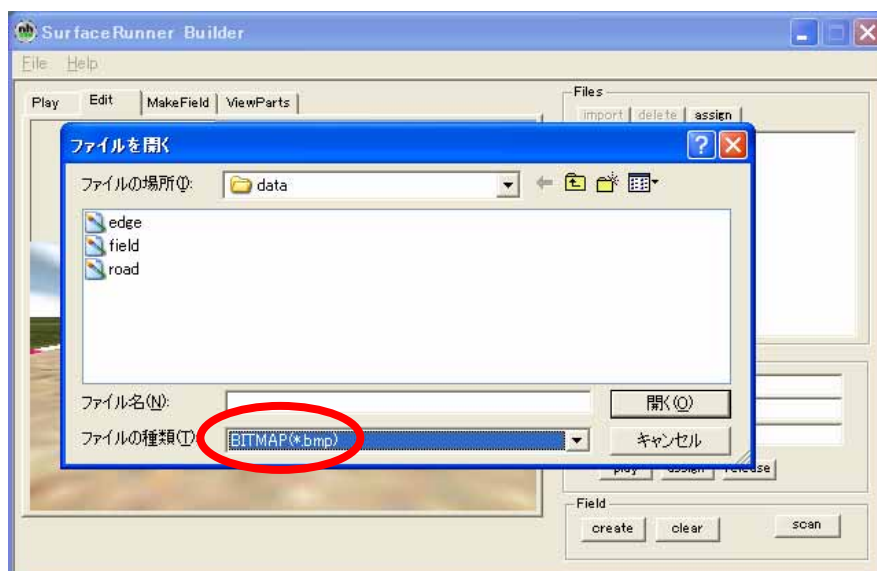 SurfaceRunner Builder
File Help
Play Edit MakeField ViewParts
Files
import delete assign
ファイルを開く
ファイルの場所(I):
data
edge
field
road
ファイル名(N):
開く(O)
ファイルの種類(T):
BITMAP(*.bmp)
キャンセル
play assign release
Field
create clear scan